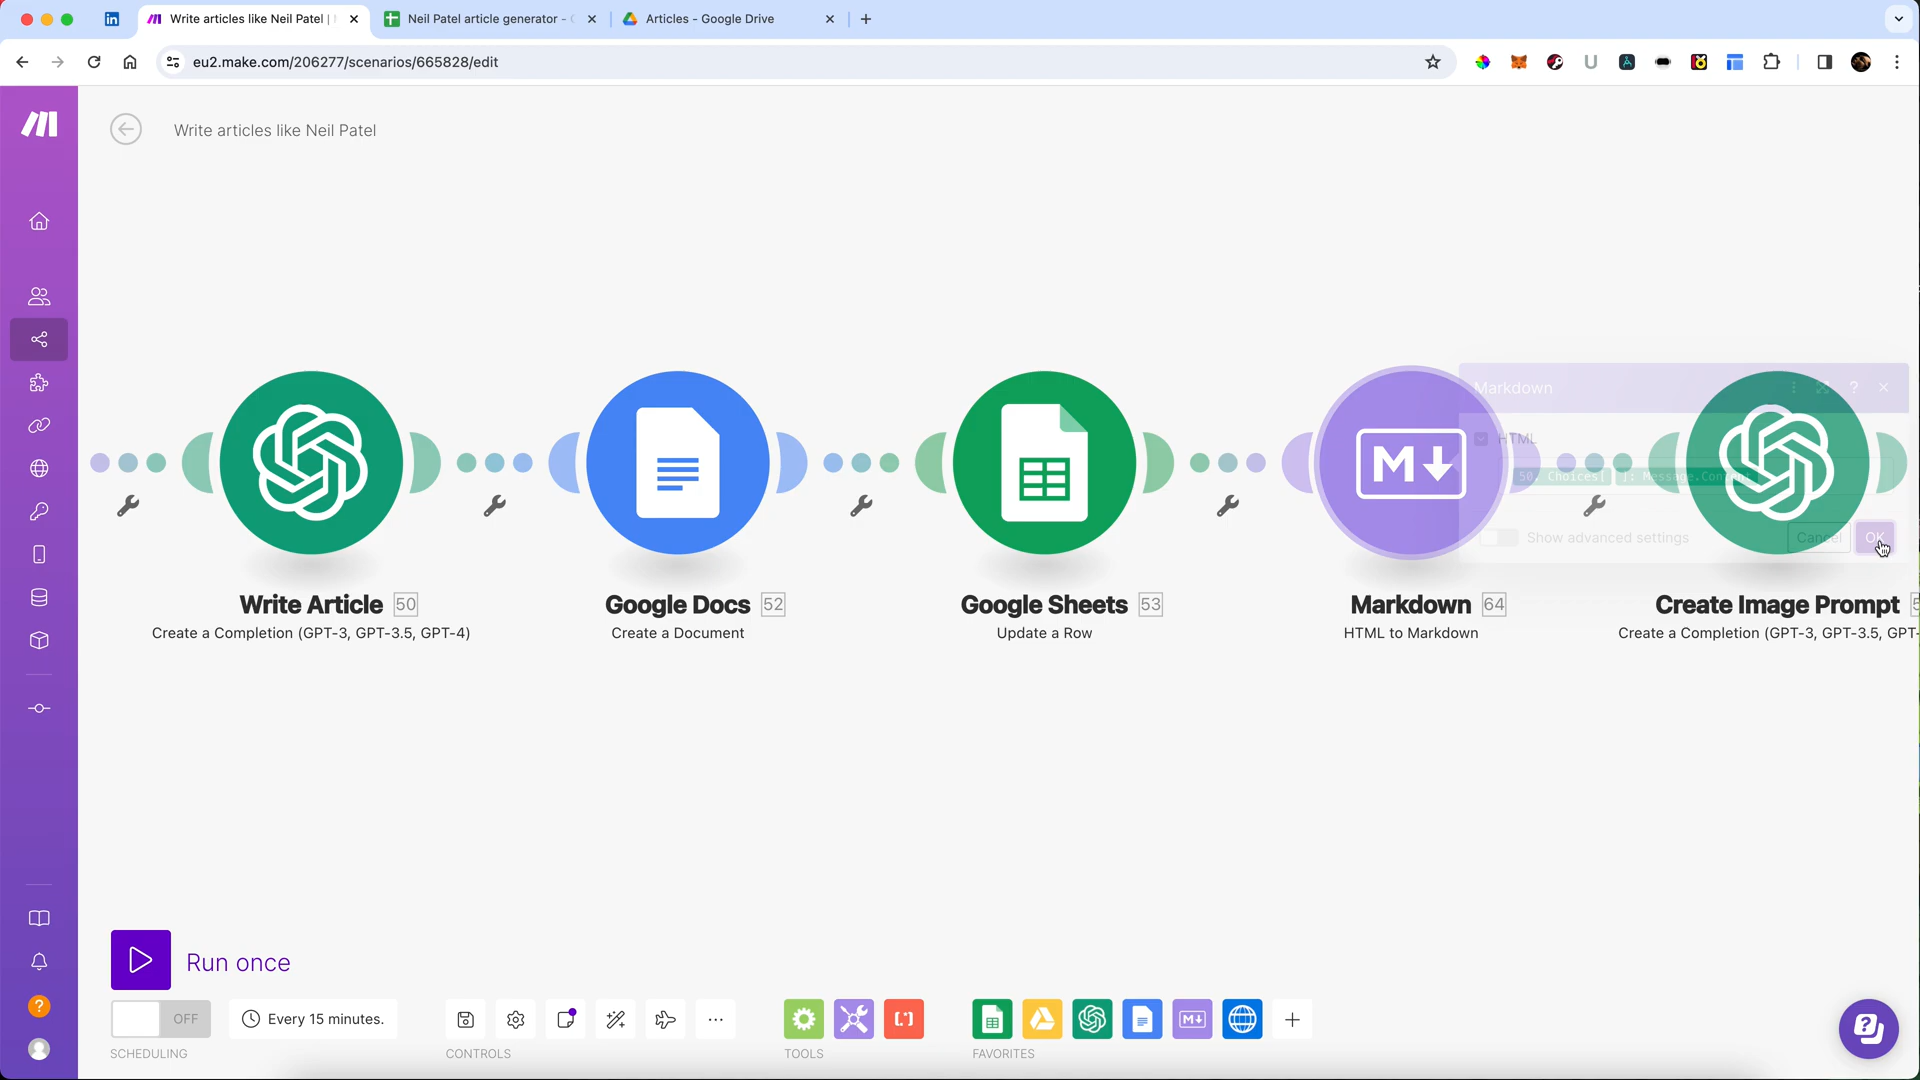 Write articles like Neil Patel |
Neil Patel article generator -
Articles - Google Drive
eu2.make.com/206277/scenarios/665828/edit
Write articles like Neil Patel
Markdown
HTML
50. Choices[ ]: Message.Content
Show advanced settings
Cancel
OK
Write Article 50
Create a Completion (GPT-3, GPT-3.5, GPT-4)
Google Docs 52
Create a Document
Google Sheets 53
Update a Row
Markdown 64
HTML to Markdown
Create Image Prompt
Create a Completion (GPT-3, GPT-3.5, GPT-
Run once
OFF
Every 15 minutes.
SCHEDULING
CONTROLS
TOOLS
FAVORITES